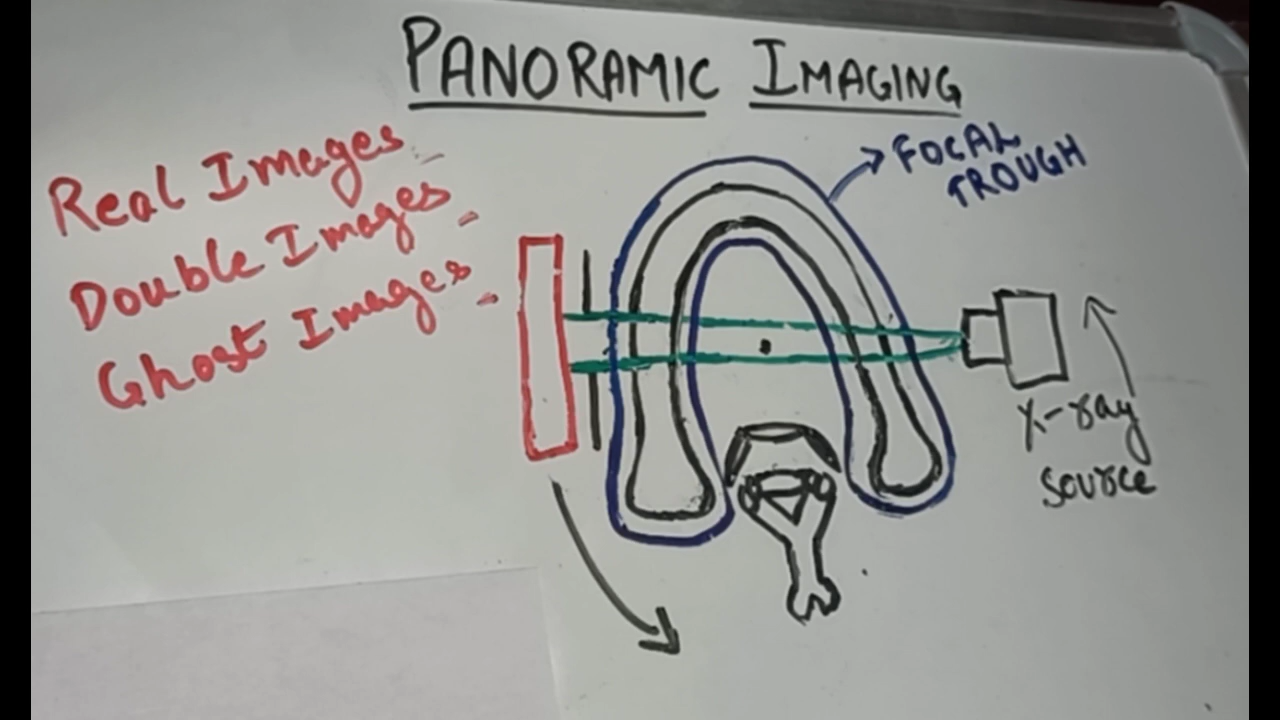 PANORAMIC IMAGING
Real Images
Double Images
Ghost Images
FOCAL
TROUGH
X-ray
source